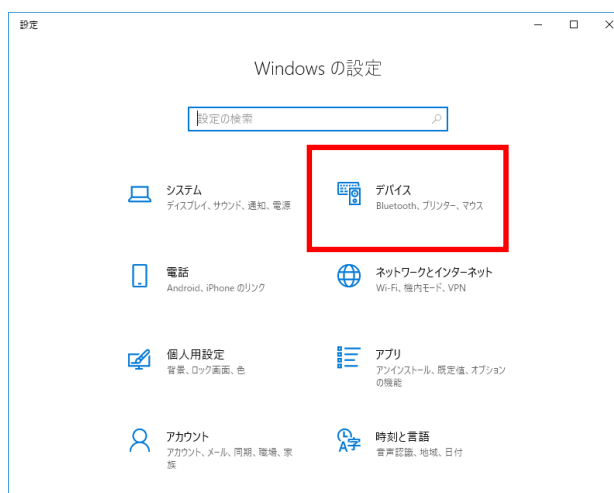 設定
Windows の設定
設定の検索
システム
ディスプレイ、サウンド、通知、電源
デバイス
Bluetooth、プリンター、マウス
電話
Android、iPhone のリンク
ネットワークとインターネット
Wi-Fi、機内モード、VPN
個人用設定
背景、ロック画面、色
アプリ
アンインストール、既定値、オプション
の機能
アカウント
アカウント、メール、同期、職場、家
族
時刻と言語
音声認識、地域、日付